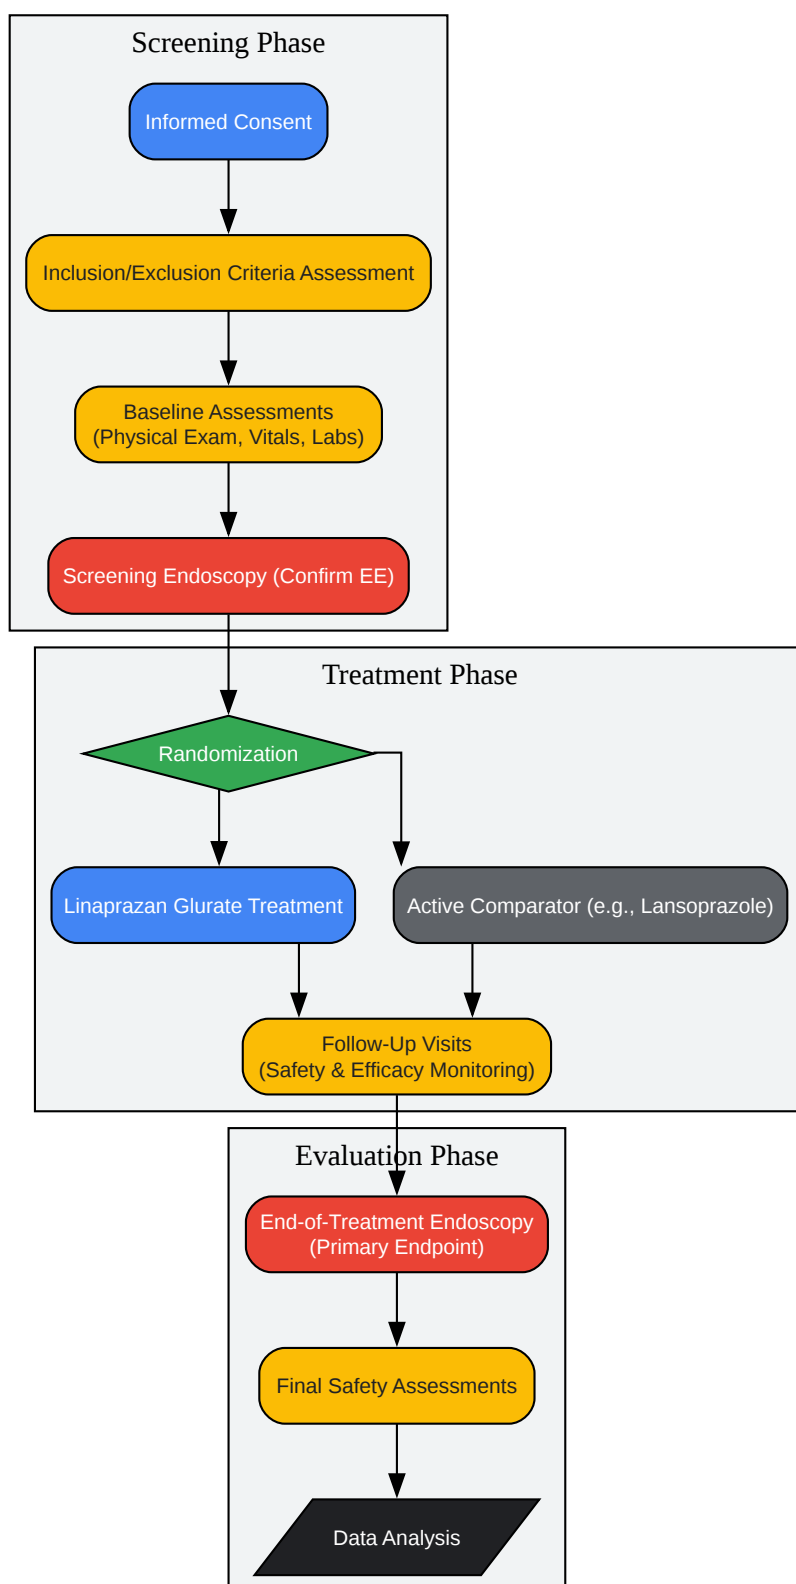 Screening Phase
Informed Consent
Inclusion/Exclusion Criteria Assessment
Baseline Assessments
(Physical Exam, Vitals, Labs)
Screening Endoscopy (Confirm EE)
Treatment Phase
Randomization
Linaprazan Glurate Treatment
Active Comparator (e.g., Lansoprazole)
Follow-Up Visits
(Safety & Efficacy Monitoring)
Evaluation Phase
End-of-Treatment Endoscopy
(Primary Endpoint)
Final Safety Assessments
Data Analysis